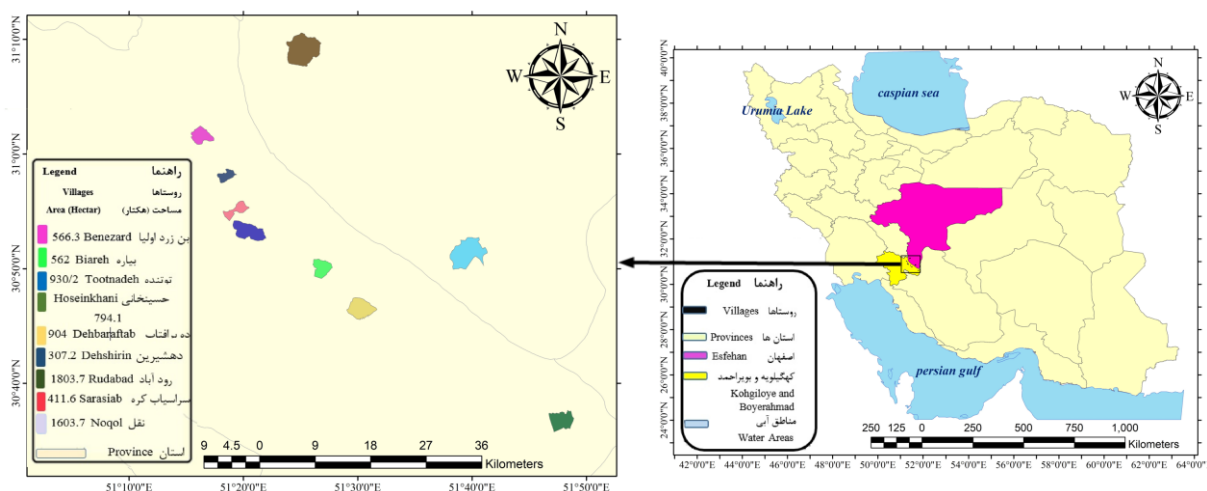 31°10'0"N
31°0'0"N
30°50'0"N
30°40'0"N
N
W E
S
Legend راهنما
Villages روستاها
Area (Hectar) مساحت (هکتار)
566.3 Benezard بن زرد اولیا
562 Biareh بیاره
930/2 Tootnadeh توتنده
Hoseinkhani حسینخانی
794.1
904 Dehbaraftab ده برافتاب
307.2 Dehshirin دهشیرین
1803.7 Rudabad رود آباد
411.6 Sarasiab سراسیاب کره
1603.7 Noqol نقل
Province استان
9 4.5 0 9 18 27 36
Kilometers
51°10'0"E 51°20'0"E 51°30'0"E 51°40'0"E 51°50'0"E
40°0'0"N
38°0'0"N
36°0'0"N
34°0'0"N
32°0'0"N
30°0'0"N
28°0'0"N
26°0'0"N
24°0'0"N
caspian sea
Urumia Lake
N
W E
S
persian gulf
Legend راهنما
Villages روستاها
Provinces استان ها
Esfehan اصفهان
کهگیلویه و بویراحمد
Kohgiloye and
Boyerahmad
مناطق آبی
Water Areas
250 125 0 250 500 750 1,000
Kilometers
42°0'0"E 44°0'0"E 46°0'0"E 48°0'0"E 50°0'0"E 52°0'0"E 54°0'0"E 56°0'0"E 58°0'0"E 60°0'0"E 62°0'0"E 64°0'0"E